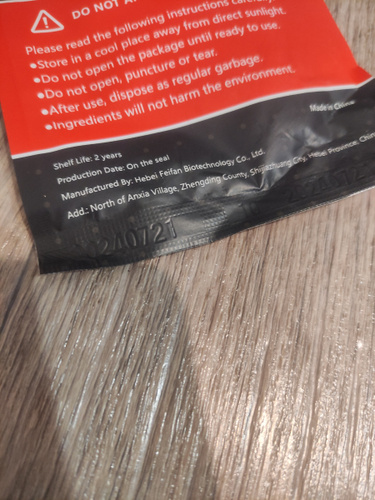 DO NOT
Please read the following instructions carefully
•Store in a cool place away from direct sunlight.
•Do not open the package until ready to use.
•Do not open, puncture or tear.
•After use, dispose as regular garbage.
•Ingredients will not harm the environment.
Made in China
Shelf Life: 2 years
Production Date: On the seal
Manufactured By: Hebei Feifan Biotechnology Co., Ltd.
Add.: North of Anxia Village, Zhengding County, Shijiazhuang City, Hebei Province, China
240721